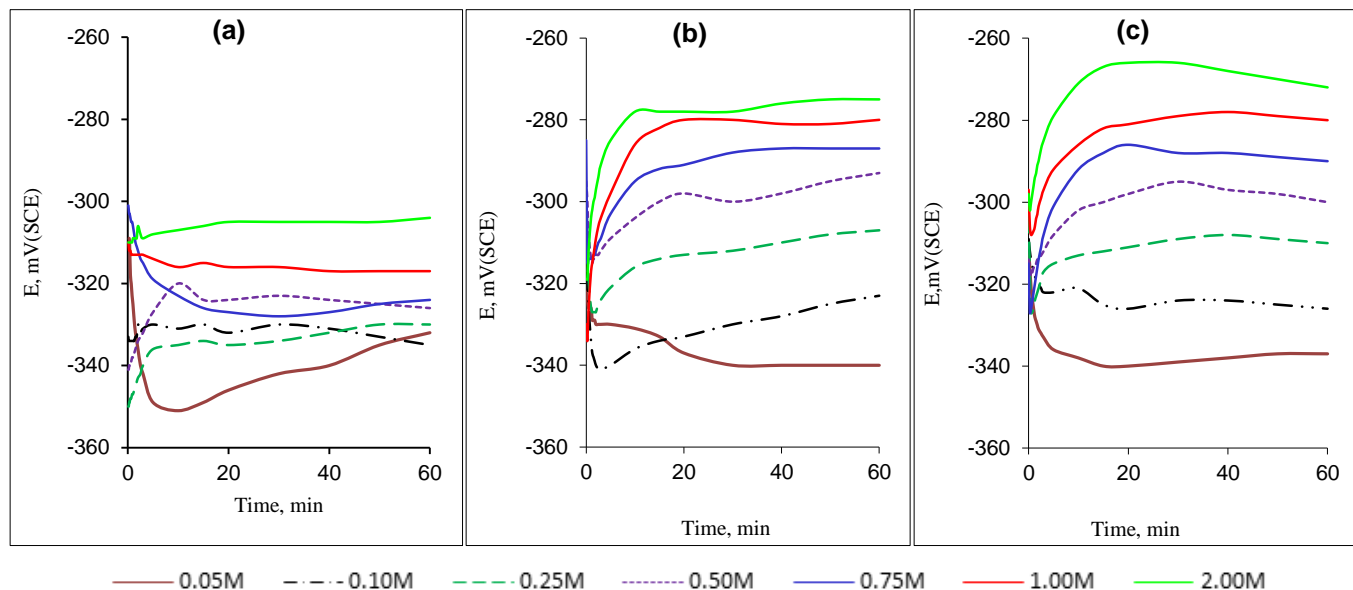 (a)
-260
-280
-300
-320
-340
-360
0
20
40
60
E, mV(SCE)
Time, min
(b)
-260
-280
-300
-320
-340
-360
0
20
40
60
E, mV(SCE)
Time, min
(c)
-260
-280
-300
-320
-340
-360
0
20
40
60
E,mV(SCE)
Time, min
0.05M
0.10M
0.25M
0.50M
0.75M
1.00M
2.00M